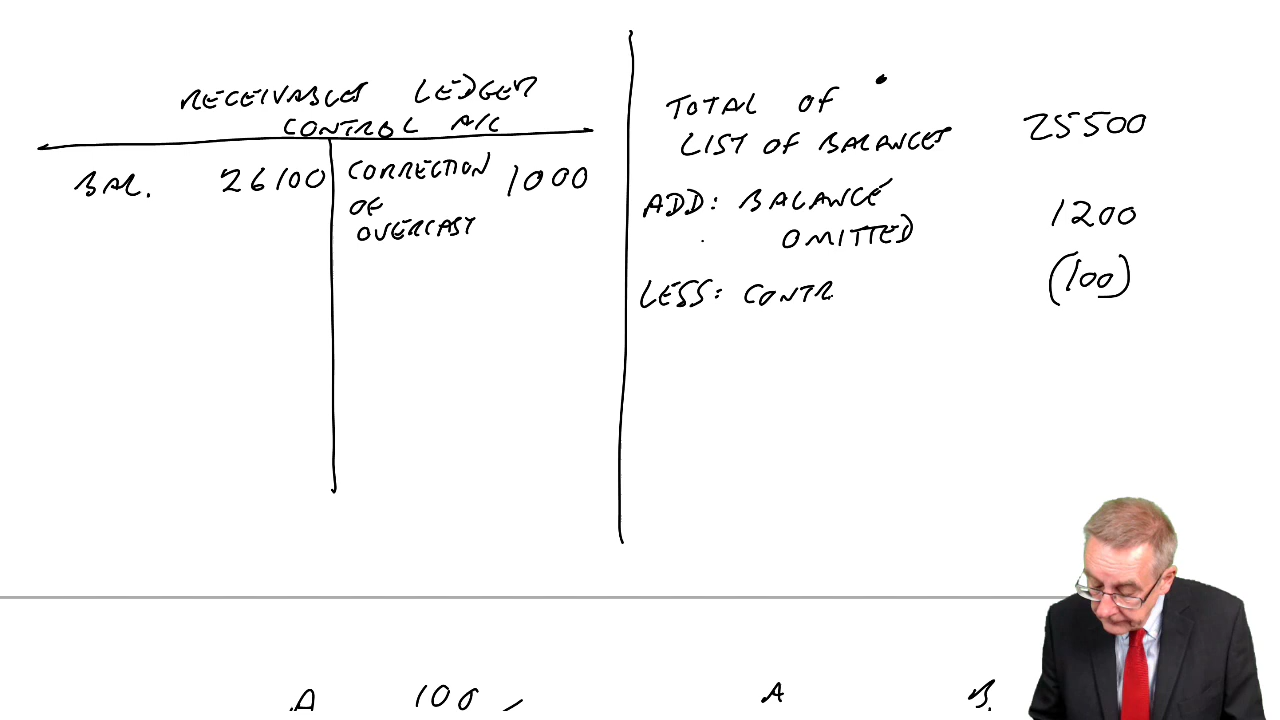 RECEIVABLES LEDGER
CONTROL A/C
BAL. 26100
CORRECTION 1000
OF
OVERCAST
TOTAL OF
LIST OF BALANCES 25500
ADD: BALANCE
OMITTED 1200
LESS: CONTR (100)
A 100
A B